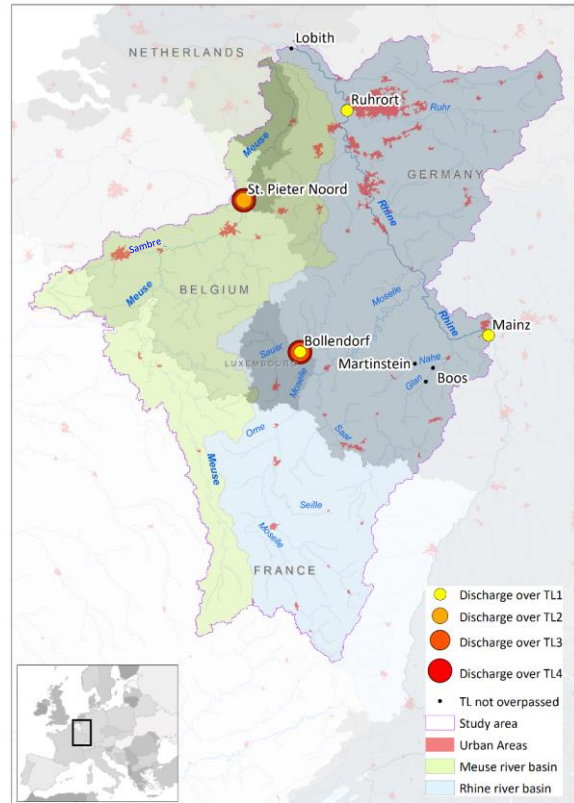 Lobith
NETHERLANDS
Ruhrort
Ruhr
Meuse
GERMANY
St. Pieter Noord
Rhine
Sambre
Meuse
BELGIUM
Moselle
Rhine
Mainz
Sauer
Bollendorf
LUXEMBOURG
Martinstein
Nahe
Moselle
Glan
Boos
Orne
Saar
Meuse
Seille
Moselle
FRANCE
Discharge over TL1
Discharge over TL2
Discharge over TL3
Discharge over TL4
TL not overpassed
Study area
Urban Areas
Meuse river basin
Rhine river basin